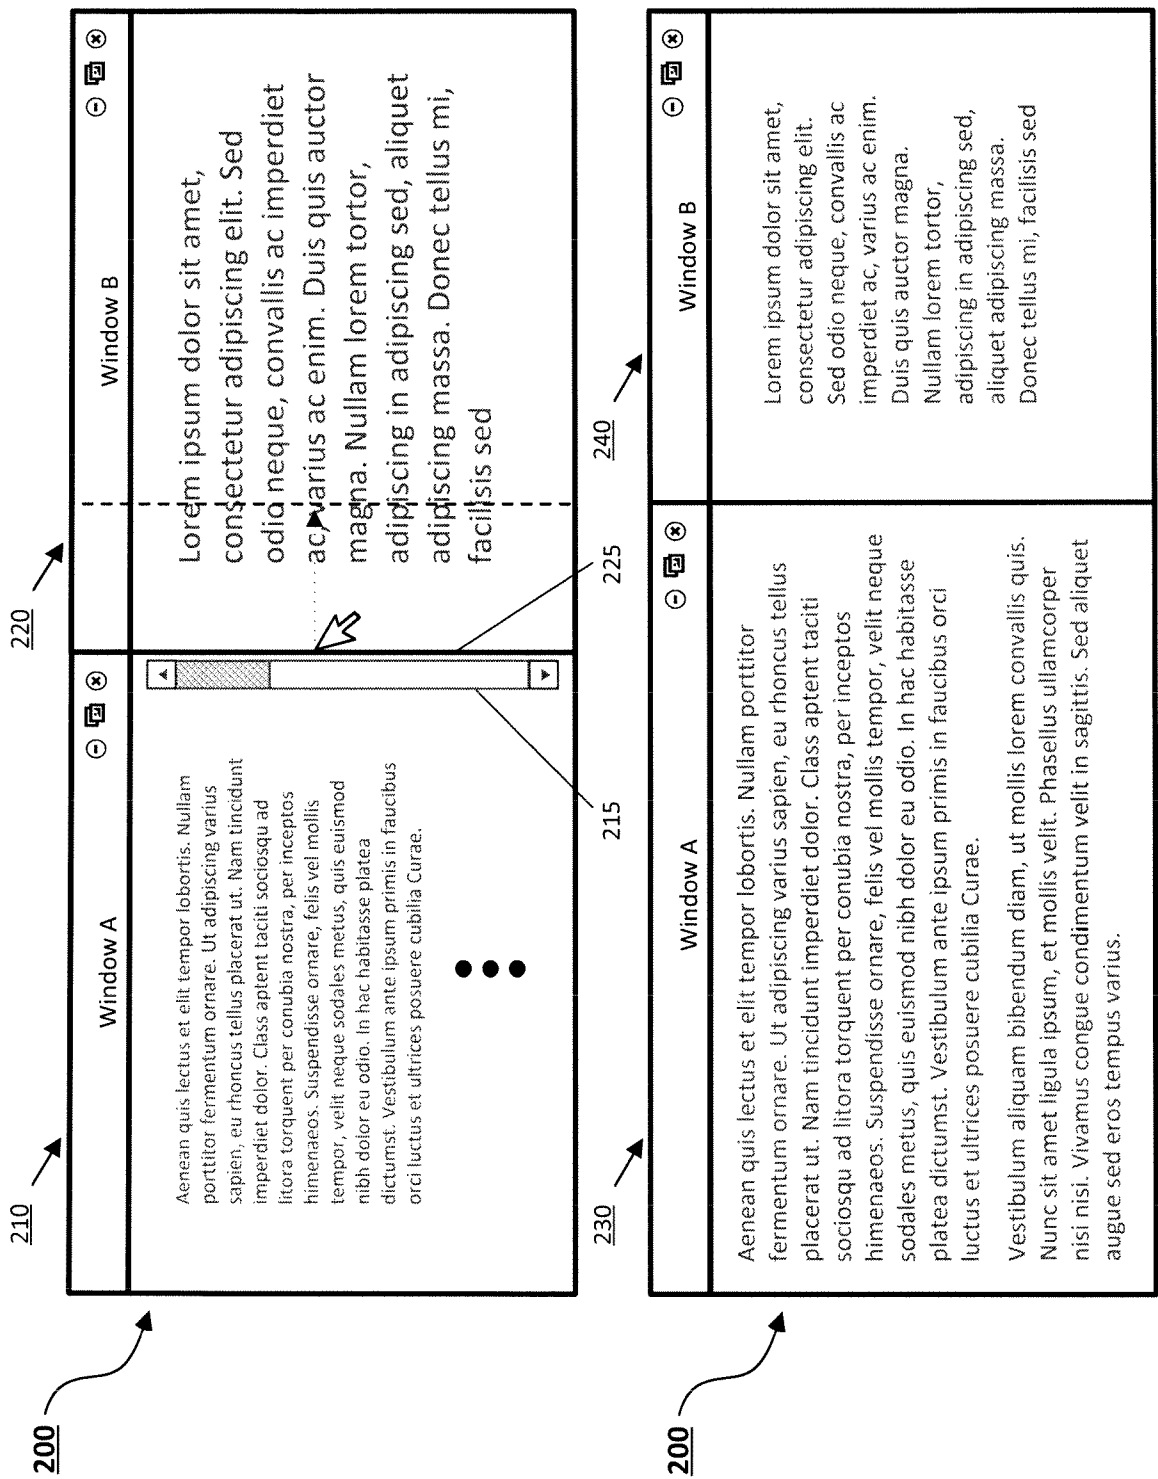 200
210
Window A
Aenean quis lectus et elit tempor lobortis. Nullam
porttitor fermentum ornare. Ut adipiscing varius
sapien, eu rhoncus tellus placerat ut. Nam tincidunt
imperdiet dolor. Class aptent taciti sociosqu ad
litora torquent per conubia nostra, per inceptos
himenaeos. Suspendisse ornare, felis vel mollis
tempor, velit neque sodales metus, quis euismod
nibh dolor eu odio. In hac habitasse platea
dictumst. Vestibulum ante ipsum primis in faucibus
orci luctus et ultrices posuere cubilia Curae.
220
Window B
Lorem ipsum dolor sit amet,
consectetur adipiscing elit. Sed
odio neque, convallis ac imperdiet
ac, varius ac enim. Duis quis auctor
magna. Nullam lorem tortor,
adipiscing in adipiscing sed, aliquet
adipiscing massa. Donec tellus mi,
facilisis sed
215
225
200
230
Window A
Aenean quis lectus et elit tempor lobortis. Nullam porttitor
fermentum ornare. Ut adipiscing varius sapien, eu rhoncus tellus
placerat ut. Nam tincidunt imperdiet dolor. Class aptent taciti
sociosqu ad litora torquent per conubia nostra, per inceptos
himenaeos. Suspendisse ornare, felis vel mollis tempor, velit neque
sodales metus, quis euismod nibh dolor eu odio. In hac habitasse
platea dictumst. Vestibulum ante ipsum primis in faucibus orci
luctus et ultrices posuere cubilia Curae.
Vestibulum aliquam bibendum diam, ut mollis lorem convallis quis.
Nunc sit amet ligula ipsum, et mollis velit. Phasellus ullamcorper
nisi nisi. Vivamus congue condimentum velit in sagittis. Sed aliquet
augue sed eros tempus varius.
240
Window B
Lorem ipsum dolor sit amet,
consectetur adipiscing elit.
Sed odio neque, convallis ac
imperdiet ac, varius ac enim.
Duis quis auctor magna.
Nullam lorem tortor,
adipiscing in adipiscing sed,
aliquet adipiscing massa.
Donec tellus mi, facilisis sed